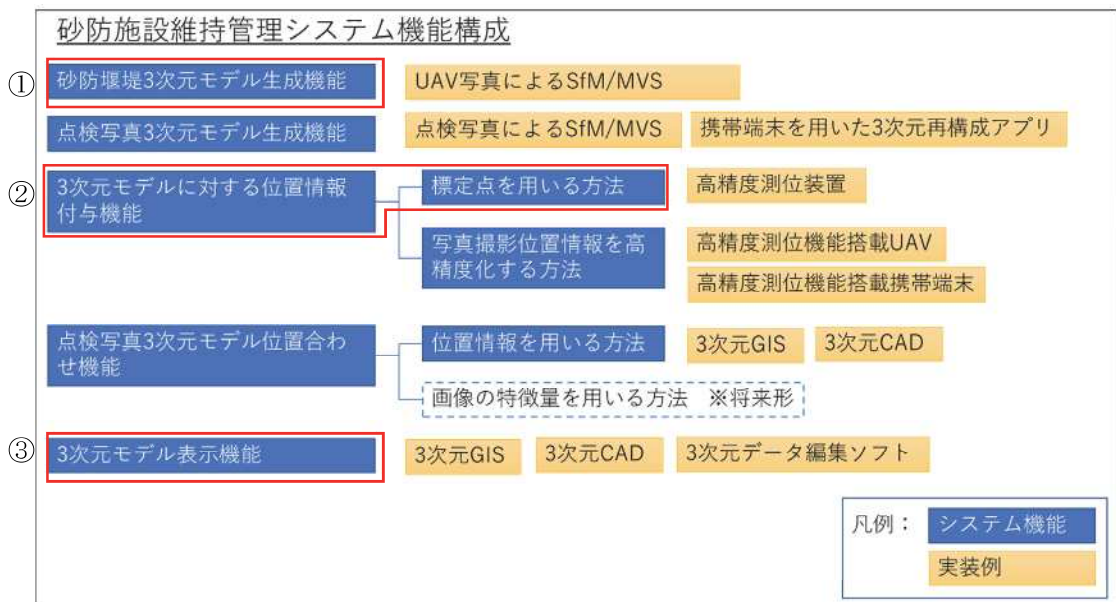 砂防施設維持管理システム機能構成
① 砂防堰堤3次元モデル生成機能 UAV写真によるSfM/MVS
点検写真3次元モデル生成機能 点検写真によるSfM/MVS 携帯端末を用いた3次元再構成アプリ
② 3次元モデルに対する位置情報
付与機能
標定点を用いる方法 高精度測位装置
写真撮影位置情報を高
精度化する方法
高精度測位機能搭載UAV
高精度測位機能搭載携帯端末
点検写真3次元モデル位置合わ
せ機能
位置情報を用いる方法 3次元GIS 3次元CAD
画像の特徴量を用いる方法 ※将来形
③ 3次元モデル表示機能 3次元GIS 3次元CAD 3次元データ編集ソフト
凡例： システム機能
実装例